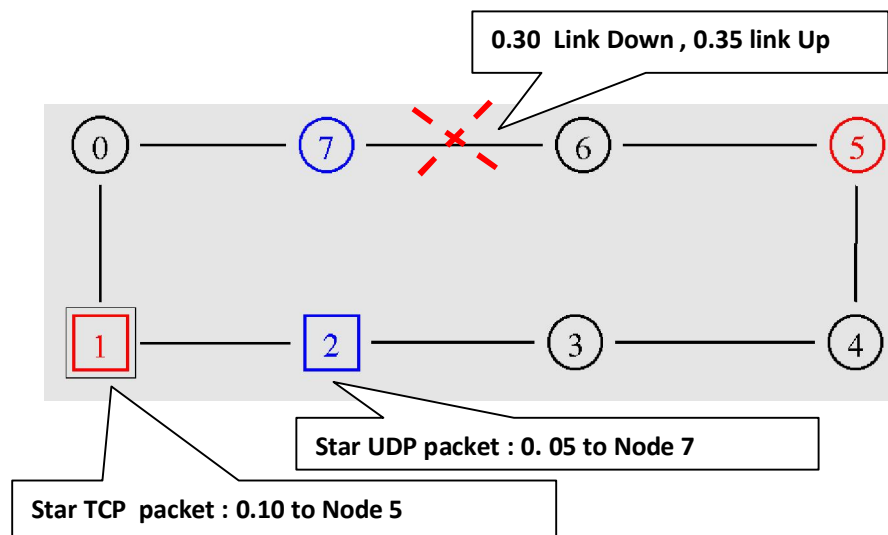 0.30 Link Down , 0.35 link Up
0 7 6 5
1 2 3 4
Star UDP packet : 0. 05 to Node 7
Star TCP packet : 0.10 to Node 5